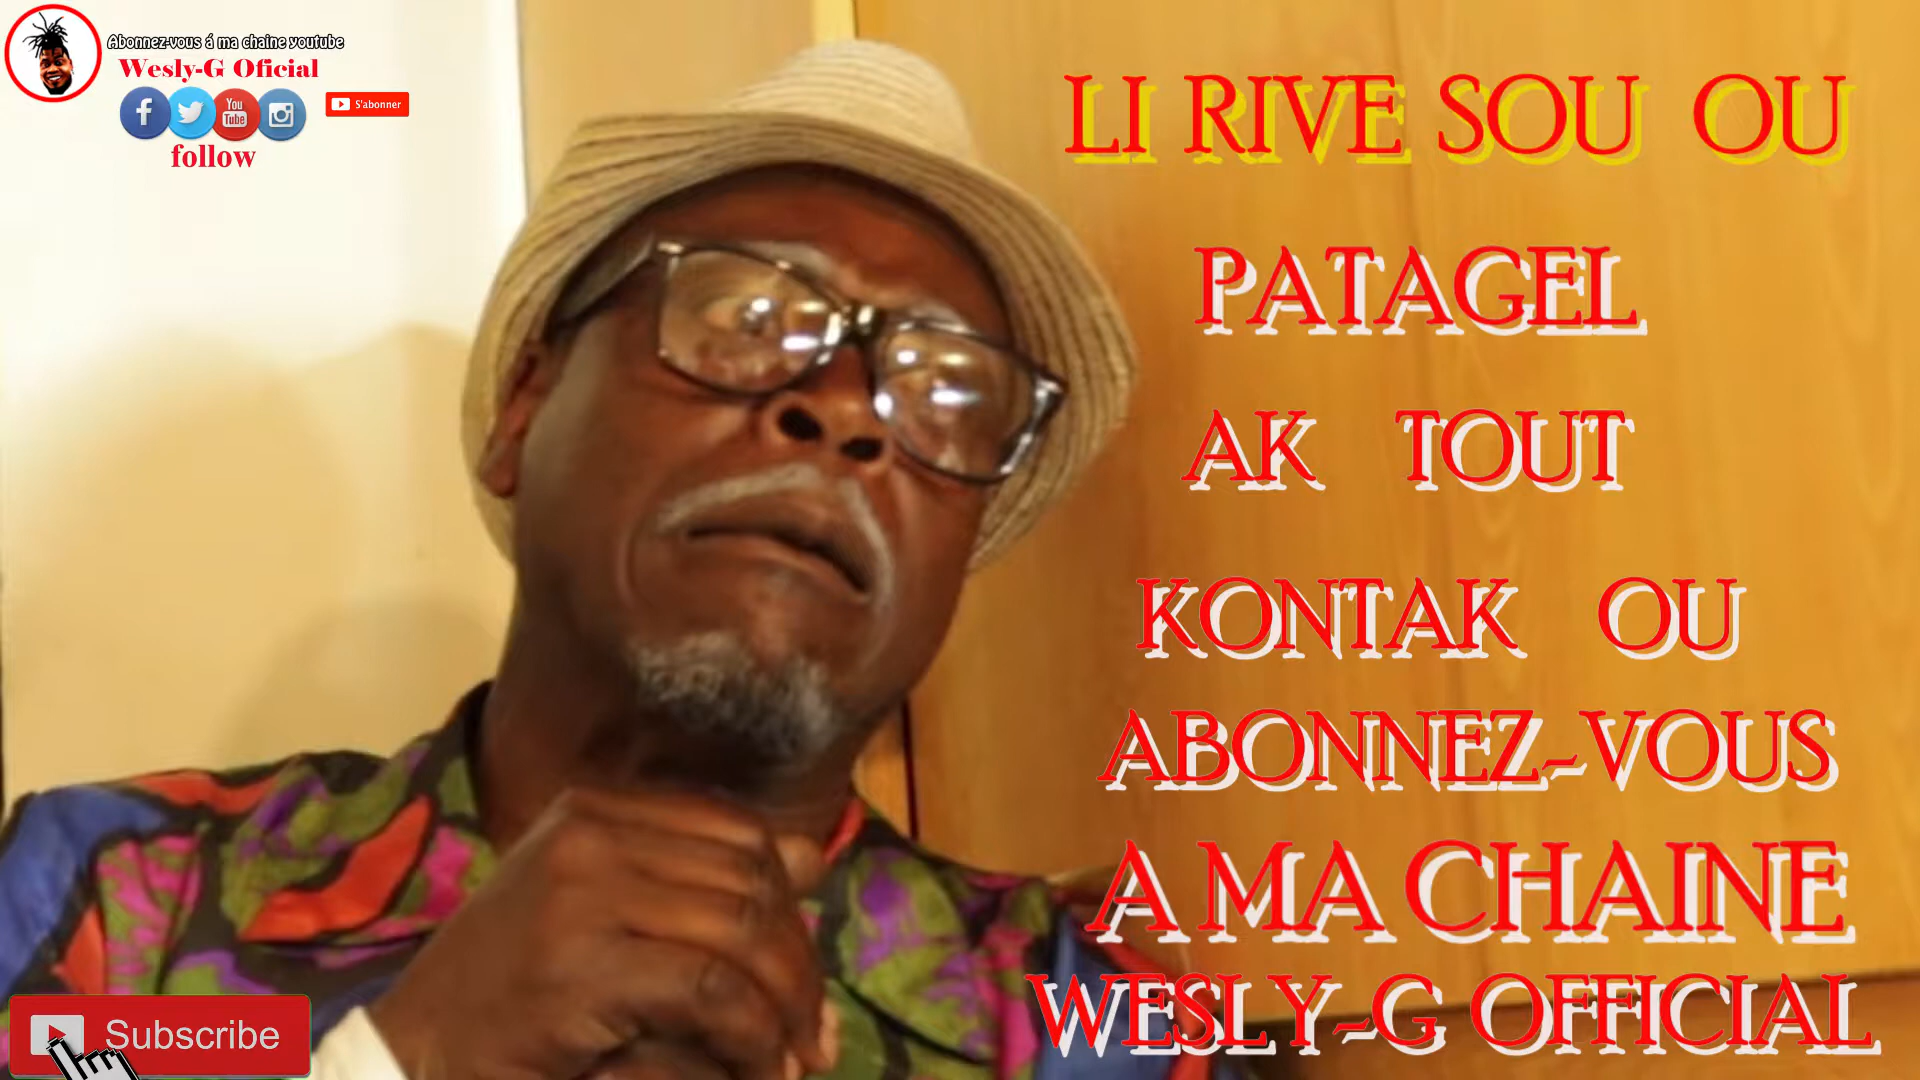 Abonnez-vous á ma chaine youtube
Wesly-G Oficial
You
Tube
S'abonner
follow
LI RIVE SOU OU
PATAGEL
AK TOUT
KONTAK OU
ABONNEZ~VOUS
A MA CHAINE
WESLY~G OFFICIAL
Subscribe